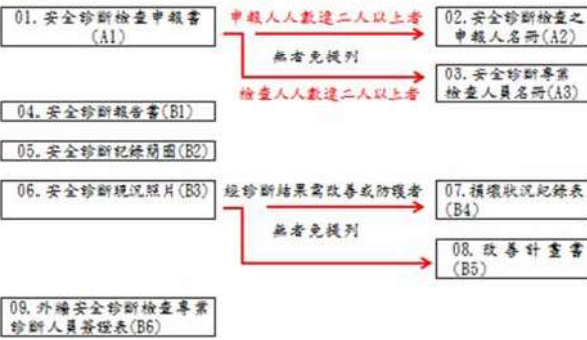 01.安全診斷檢查申報書
(A1)
申報人人數達二人以上者
02.安全診斷檢查之
申報人名冊(A2)
無者免提列
03.安全診斷專業
檢查人員名冊(A3)
檢查人人數達二人以上者
04.安全診斷報告書(B1)
05.安全診斷紀錄簡圖(B2)
06.安全診斷現況照片(B3)
經診斷結果需改善或防護者
07.損壞狀況紀錄表
(B4)
無者免提列
08.改善計畫書
(B5)
09.外牆安全診斷檢查專業
診斷人員簽證表(B6)